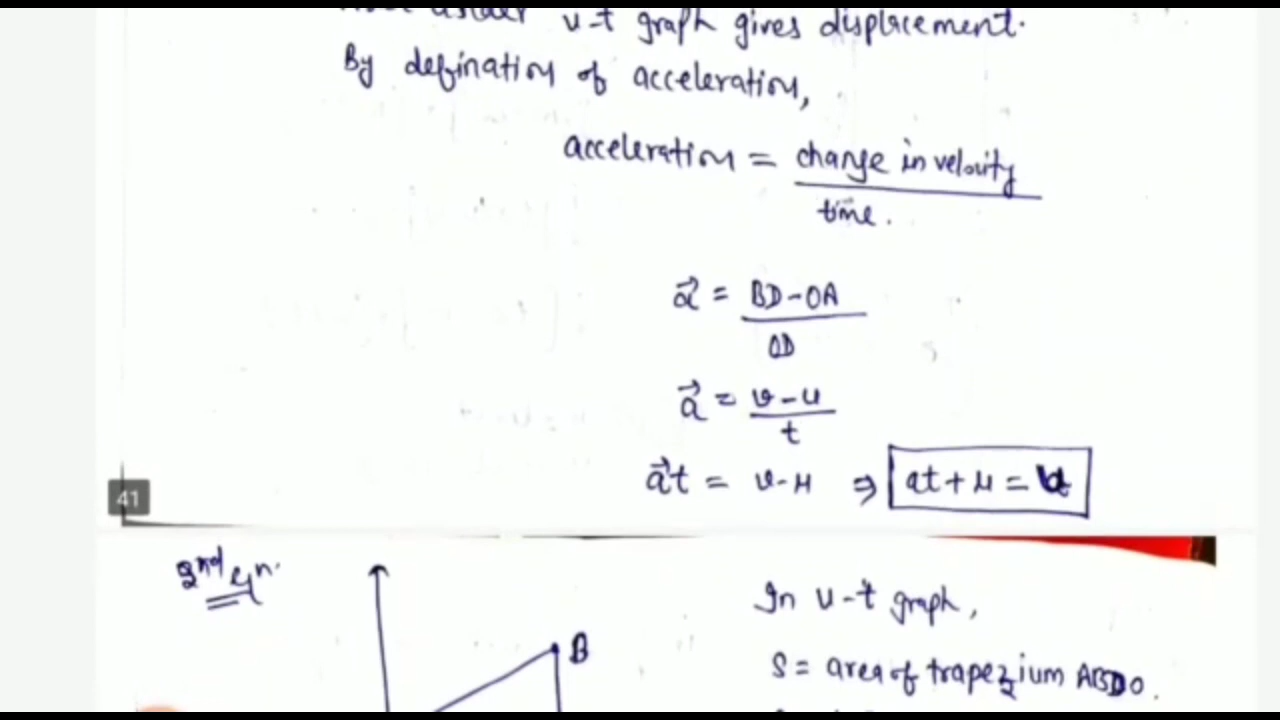 under v-t graph gives displacement.
By defination of acceleration,
acceleration = change in velocity
time.
a⃗ = BD-OA
OD
a⃗ = v-u
t
a⃗t = v-u ⇒ at+u=
41
2nd eqn.
In v-t graph,
B
S = area of trapezium ABDO.